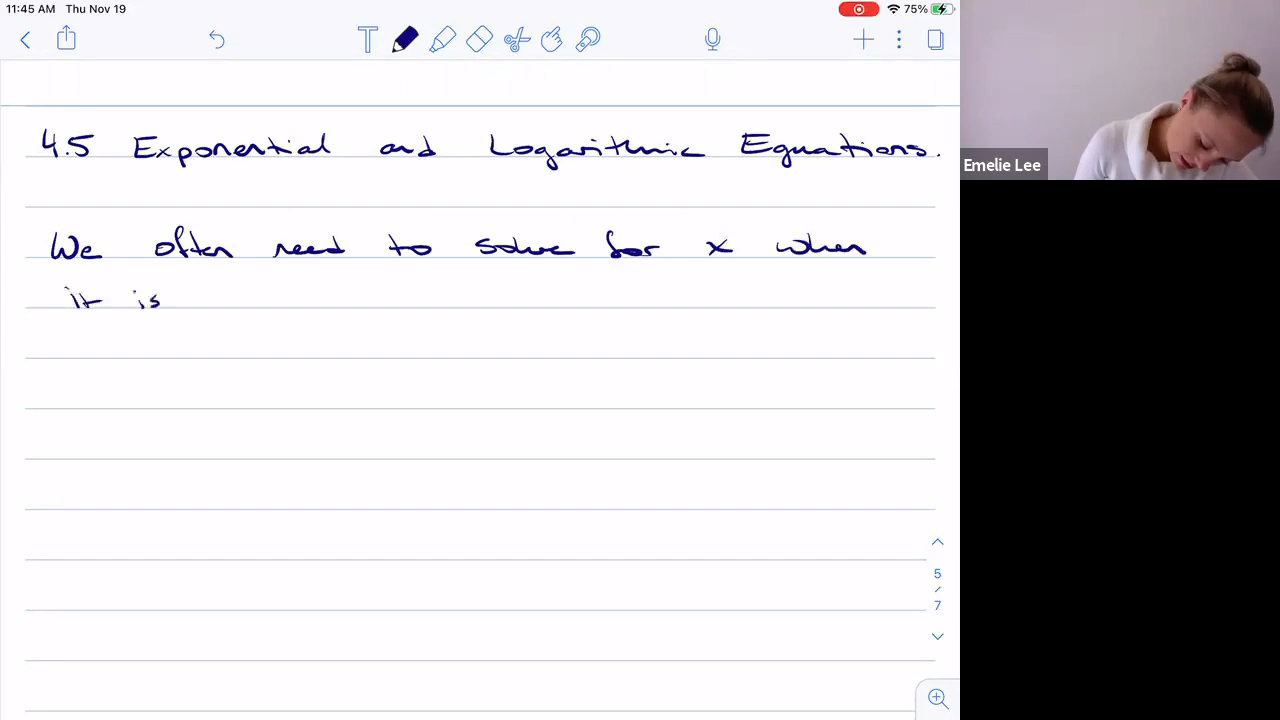 11:45 AM Thu Nov 19
75%
T
4.5 Exponential and Logarithmic Equations.
We often need to solve for x when
it is
Emelie Lee
5
/
7